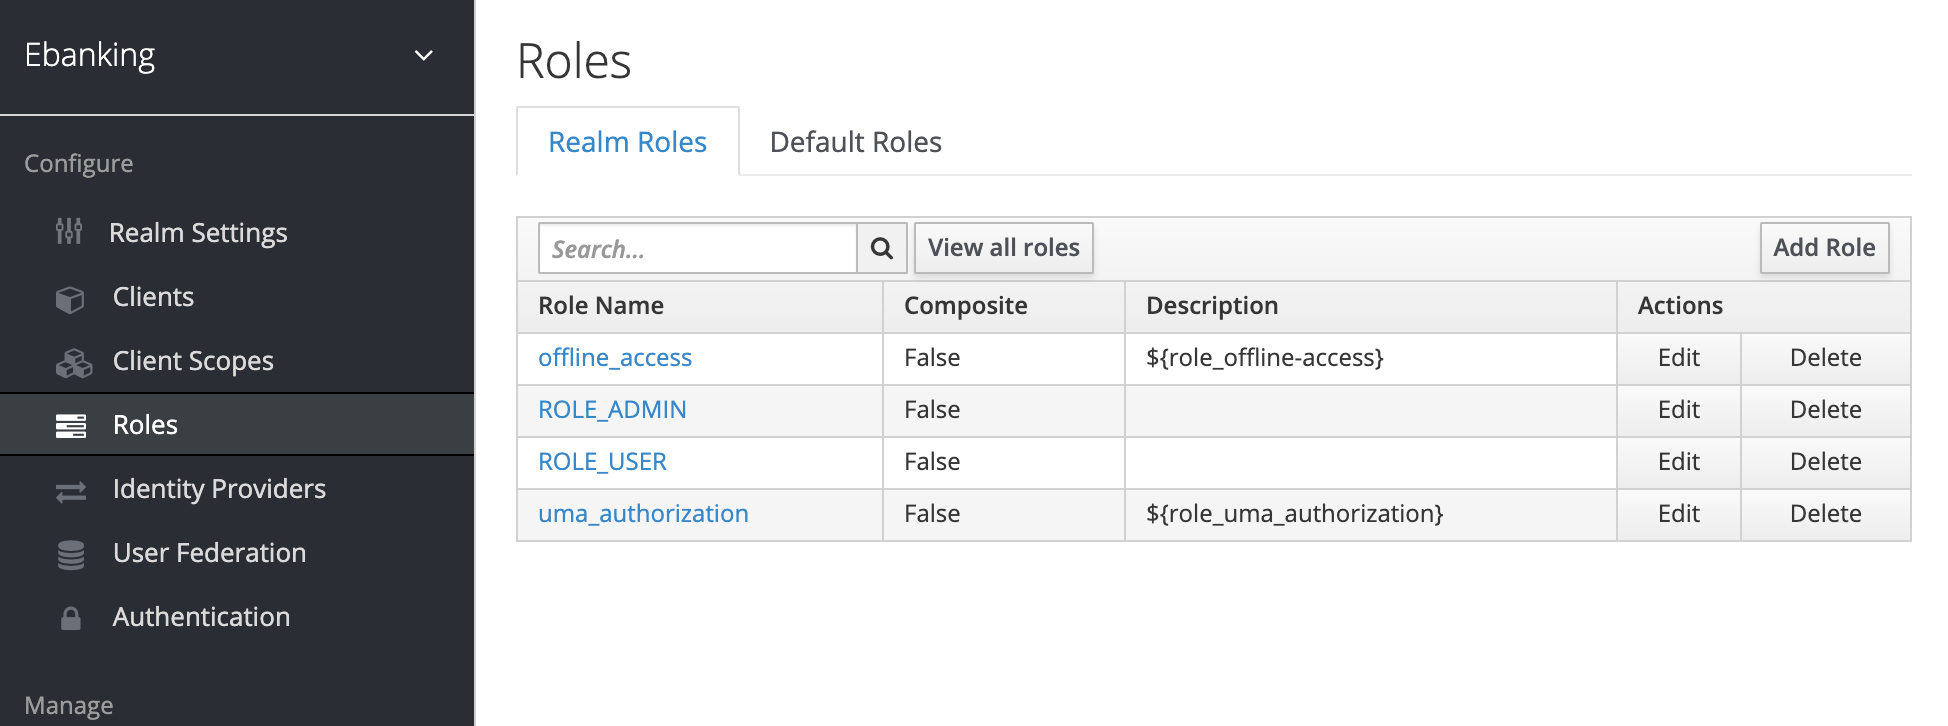 Ebanking
Configure
Realm Settings
Clients
Client Scopes
Roles
Identity Providers
User Federation
Authentication
Manage
Roles
Realm Roles Default Roles
Search... View all roles Add Role
Role Name Composite Description Actions
offline_access False ${role_offline-access} Edit Delete
ROLE_ADMIN False Edit Delete
ROLE_USER False Edit Delete
uma_authorization False ${role_uma_authorization} Edit Delete